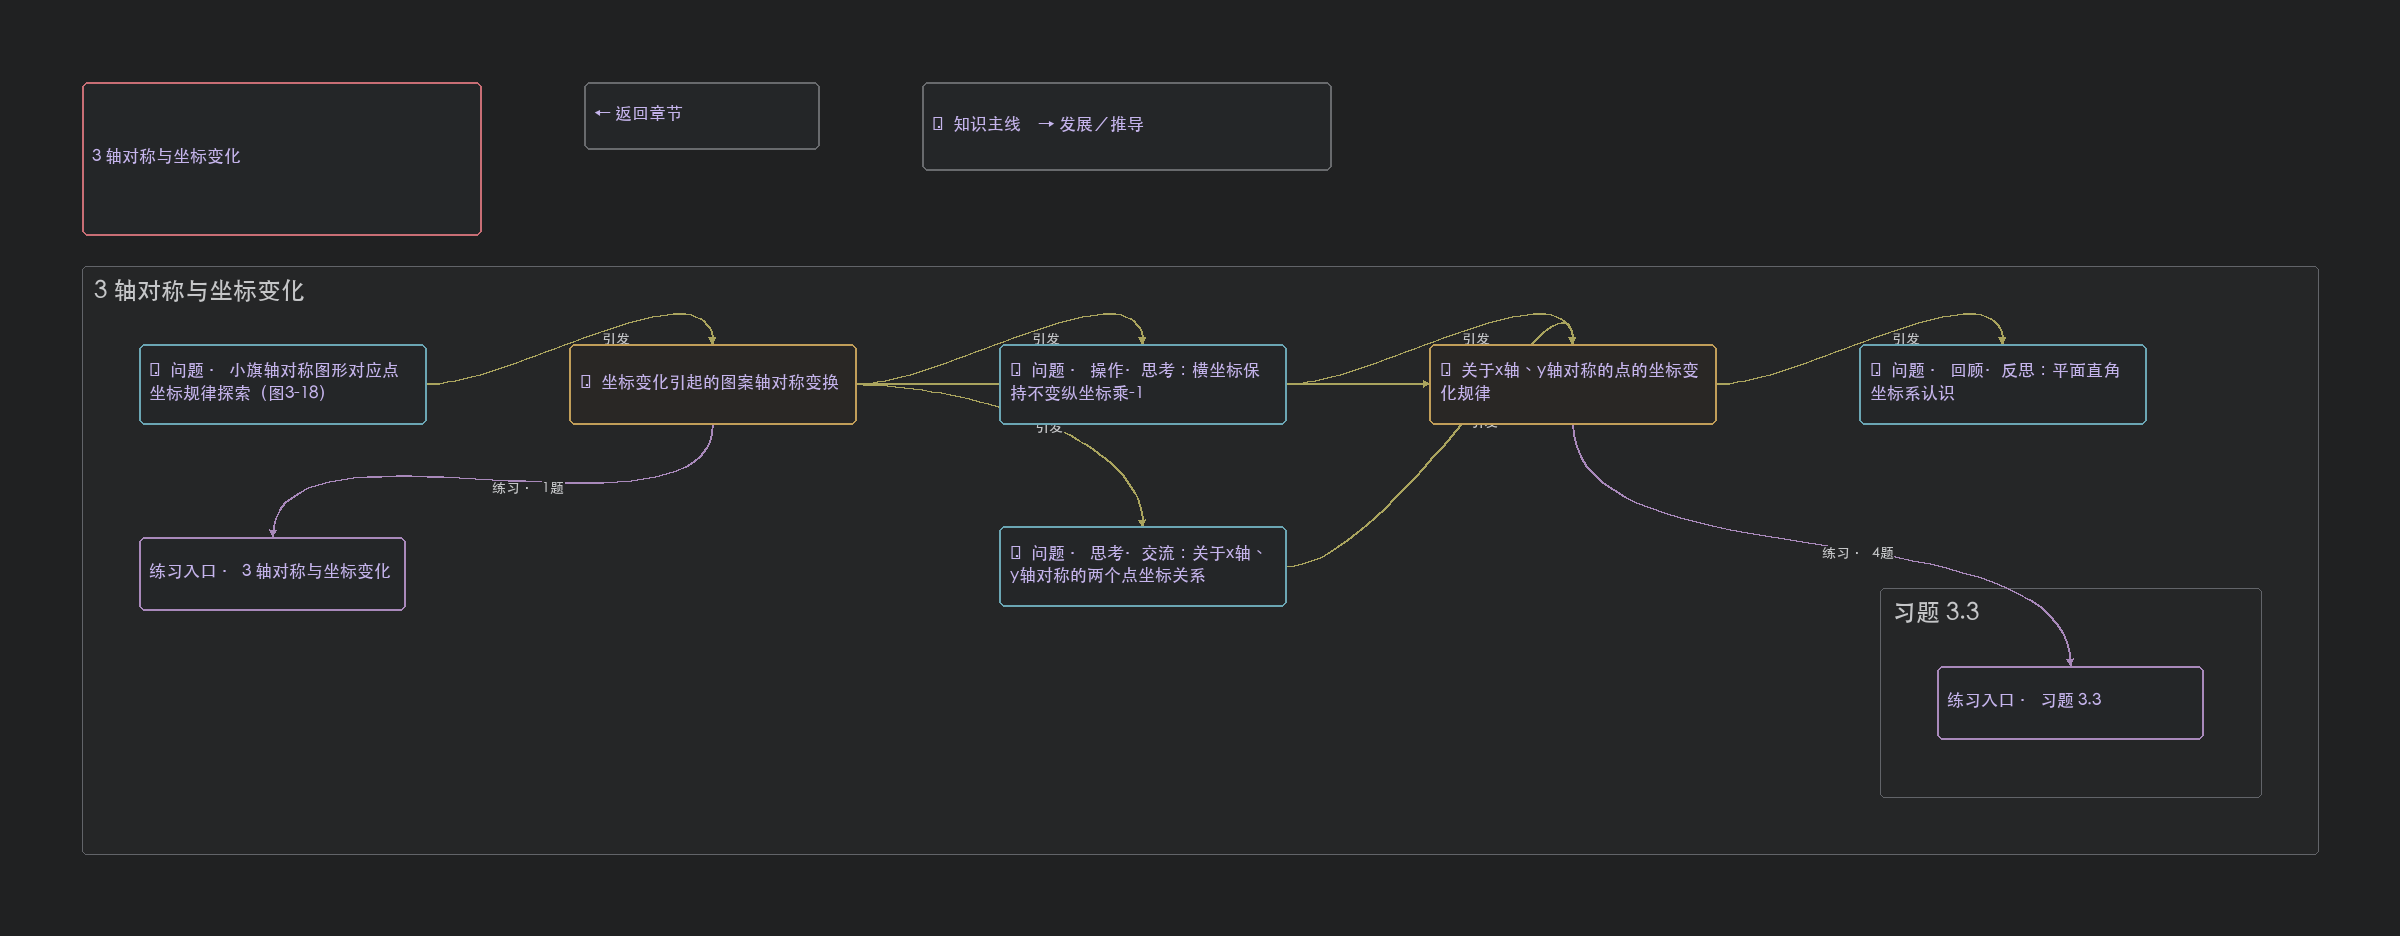 3 轴对称与坐标变化
← 返回章节
知识主线 → 发展／推导
3 轴对称与坐标变化
引发
引发
引发
引发
问题 · 小旗轴对称图形对应点
坐标规律探索（图3-18）
坐标变化引起的图案轴对称变换
问题 · 操作·思考：横坐标保
持不变纵坐标乘-1
关于x轴、y轴对称的点的坐标变
化规律
问题 · 回顾·反思：平面直角
坐标系认识
引发
引发
练习 · 1题
练习入口 · 3 轴对称与坐标变化
问题 · 思考·交流：关于x轴、
y轴对称的两个点坐标关系
练习 · 4题
习题 3.3
练习入口 · 习题 3.3